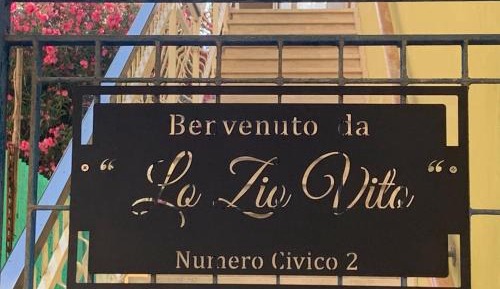 Benvenuto da
“ Lo Zio Vito “
Numero Civico 2